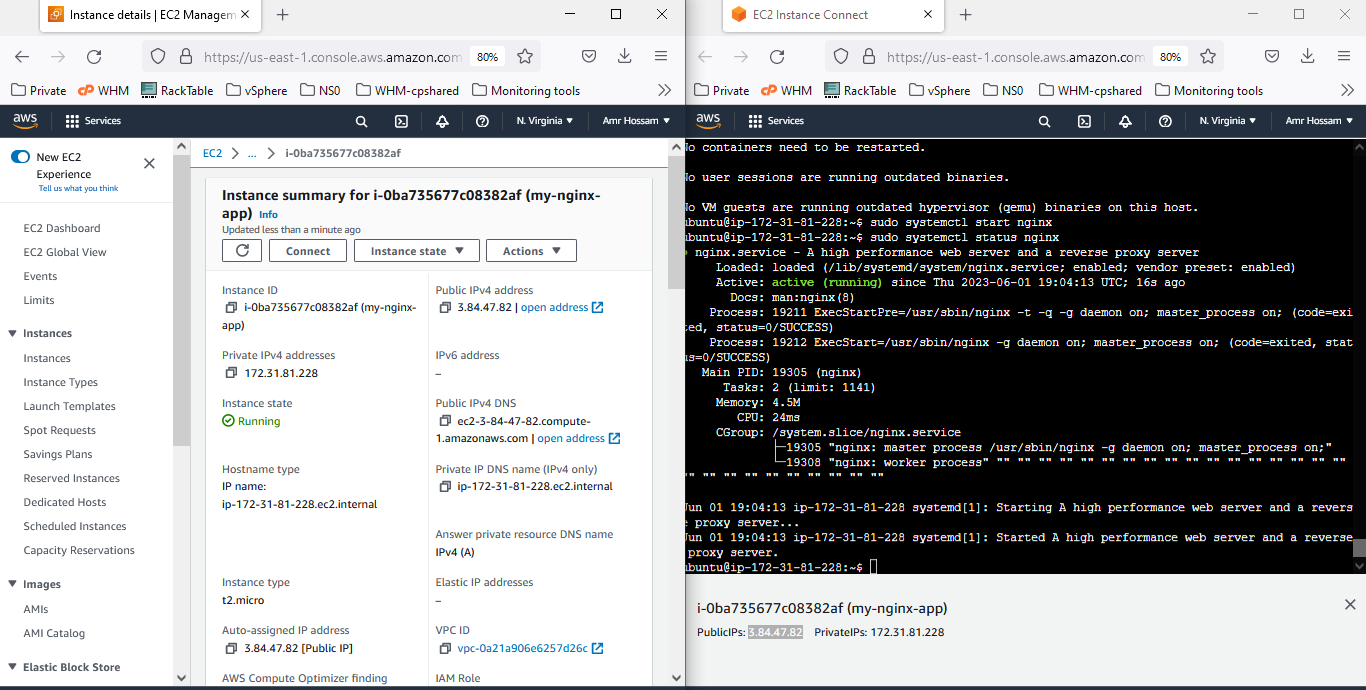 Instance details | EC2 Managem
https://us-east-1.console.aws.amazon.com
80%
Private
WHM
RackTable
vSphere
NS0
WHM-cpshared
Monitoring tools
aws
Services
N. Virginia
Amr Hossam
New EC2
Experience
Tell us what you think
EC2 Dashboard
EC2 Global View
Events
Limits
Instances
Instances
Instance Types
Launch Templates
Spot Requests
Savings Plans
Reserved Instances
Dedicated Hosts
Scheduled Instances
Capacity Reservations
Images
AMIs
AMI Catalog
Elastic Block Store
EC2
...
i-0ba735677c08382af
Instance summary for i-0ba735677c08382af (my-nginx-
app) Info
Updated less than a minute ago
Connect
Instance state
Actions
Instance ID
i-0ba735677c08382af (my-nginx-
app)
Private IPv4 addresses
172.31.81.228
Instance state
Running
Hostname type
IP name:
ip-172-31-81-228.ec2.internal
Instance type
t2.micro
Auto-assigned IP address
3.84.47.82 [Public IP]
AWS Compute Optimizer finding
Public IPv4 address
3.84.47.82 | open address
IPv6 address
–
Public IPv4 DNS
ec2-3-84-47-82.compute-
1.amazonaws.com | open address
Private IP DNS name (IPv4 only)
ip-172-31-81-228.ec2.internal
Answer private resource DNS name
IPv4 (A)
Elastic IP addresses
–
VPC ID
vpc-0a21a906e6257d26c
IAM Role
EC2 Instance Connect
https://us-east-1.console.aws.amazon.com
80%
Private
WHM
RackTable
vSphere
NS0
WHM-cpshared
Monitoring tools
aws
Services
N. Virginia
Amr Hossam
No containers need to be restarted.
No user sessions are running outdated binaries.
No VM guests are running outdated hypervisor (qemu) binaries on this host.
ubuntu@ip-172-31-81-228:~$ sudo systemctl start nginx
ubuntu@ip-172-31-81-228:~$ sudo systemctl status nginx
● nginx.service - A high performance web server and a reverse proxy server
Loaded: loaded (/lib/systemd/system/nginx.service; enabled; vendor preset: enabled)
Active: active (running) since Thu 2023-06-01 19:04:13 UTC; 16s ago
Docs: man:nginx(8)
Process: 19211 ExecStartPre=/usr/sbin/nginx -t -q -g daemon on; master_process on; (code=exi
ted, status=0/SUCCESS)
Process: 19212 ExecStart=/usr/sbin/nginx -g daemon on; master_process on; (code=exited, stat
us=0/SUCCESS)
Main PID: 19305 (nginx)
Tasks: 2 (limit: 1141)
Memory: 4.5M
CPU: 24ms
CGroup: /system.slice/nginx.service
├─19305 "nginx: master process /usr/sbin/nginx -g daemon on; master_process on;"
└─19308 "nginx: worker process" "" "" "" "" "" "" "" "" "" "" "" "" "" "" "" "" ""
"" "" "" "" "" "" "" "" "" ""
Jun 01 19:04:13 ip-172-31-81-228 systemd[1]: Starting A high performance web server and a revers
e proxy server...
Jun 01 19:04:13 ip-172-31-81-228 systemd[1]: Started A high performance web server and a reverse
proxy server.
ubuntu@ip-172-31-81-228:~$
i-0ba735677c08382af (my-nginx-app)
PublicIPs: 3.84.47.82 PrivateIPs: 172.31.81.228